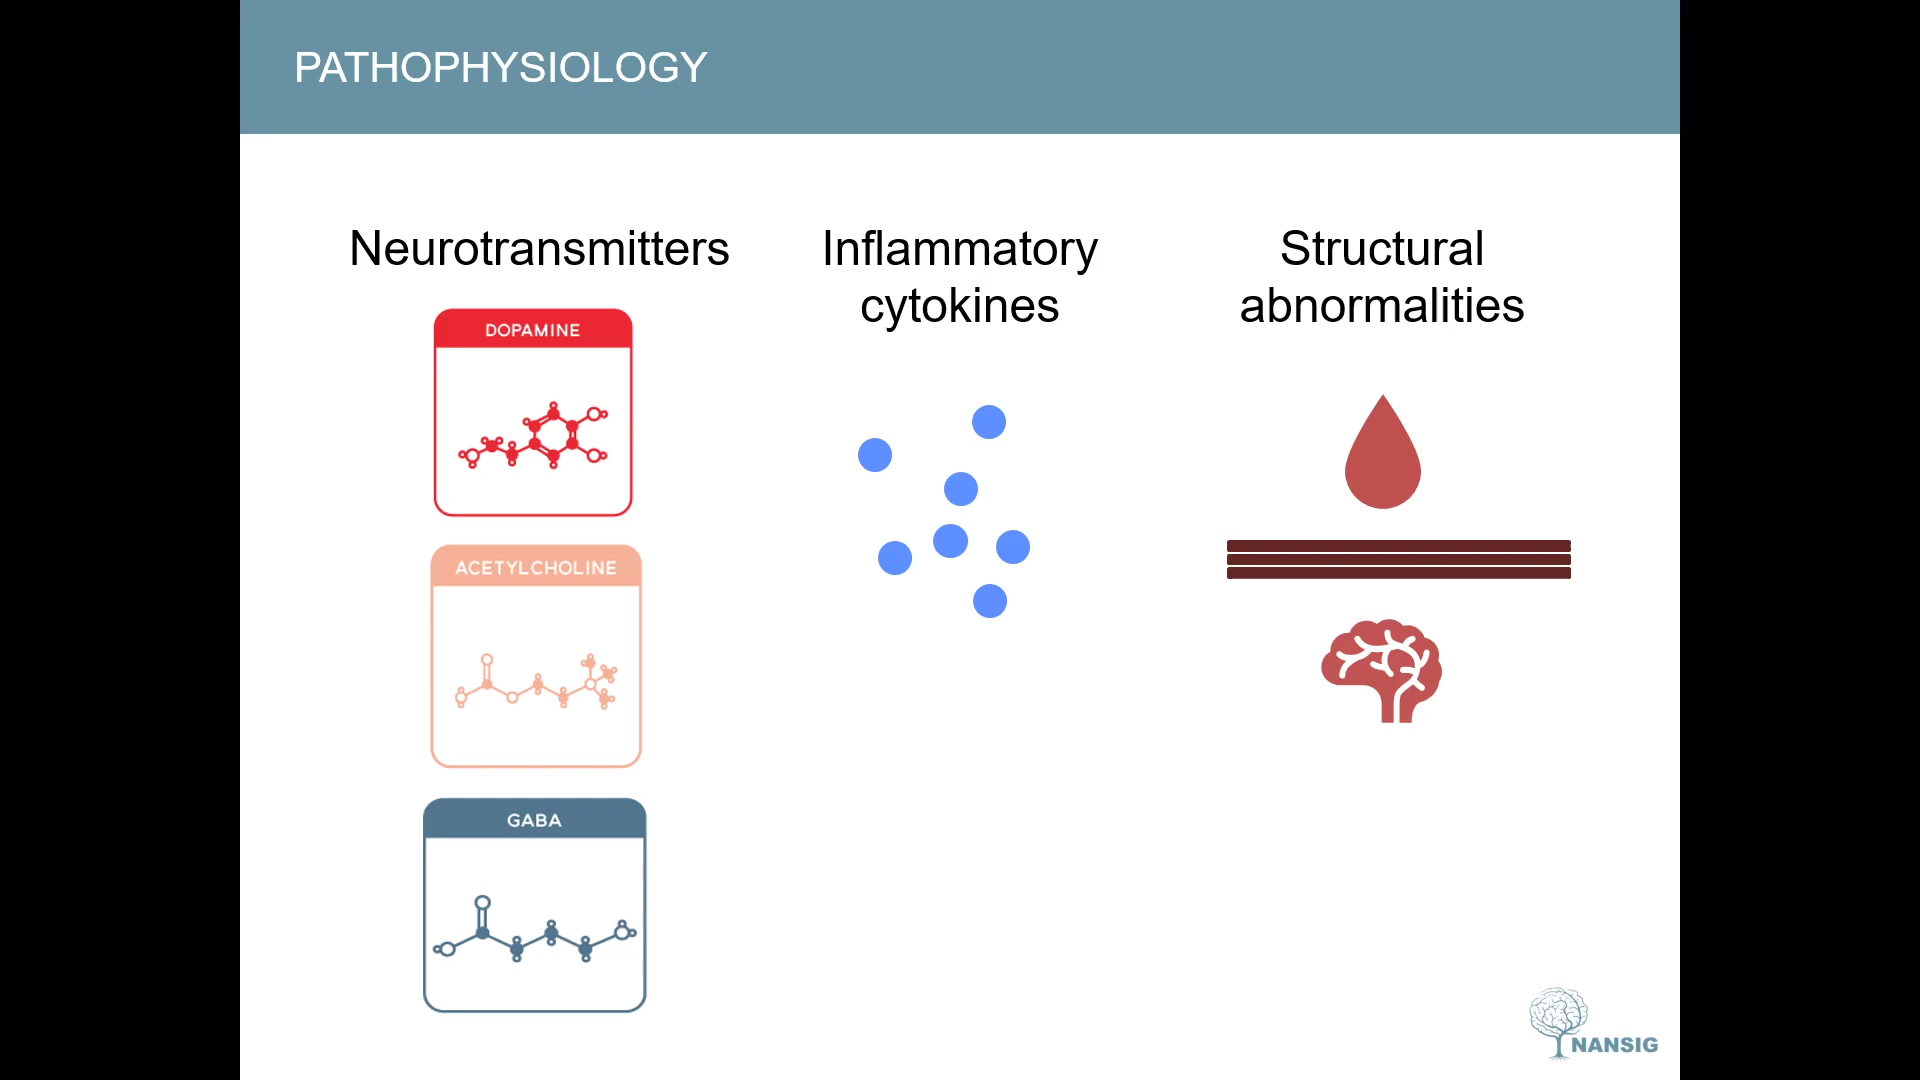 PATHOPHYSIOLOGY
Neurotransmitters
DOPAMINE
ACETYLCHOLINE
GABA
Inflammatory
cytokines
Structural
abnormalities
NANSIG